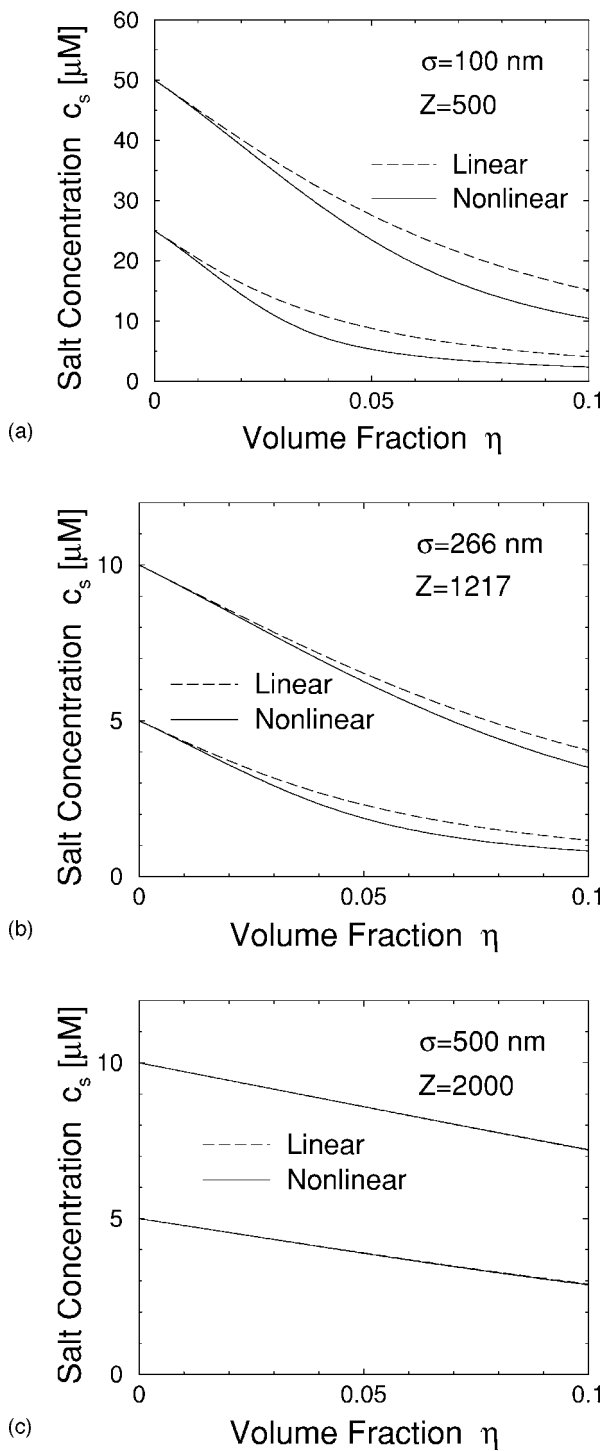 60
50
40
30
20
10
0
Salt Concentration c_s [μM]
σ=100 nm
Z=500
Linear
Nonlinear
0 0.05 0.1
(a) Volume Fraction η
10
5
0
Salt Concentration c_s [μM]
σ=266 nm
Z=1217
Linear
Nonlinear
0 0.05 0.1
(b) Volume Fraction η
10
5
0
Salt Concentration c_s [μM]
σ=500 nm
Z=2000
Linear
Nonlinear
0 0.05 0.1
(c) Volume Fraction η